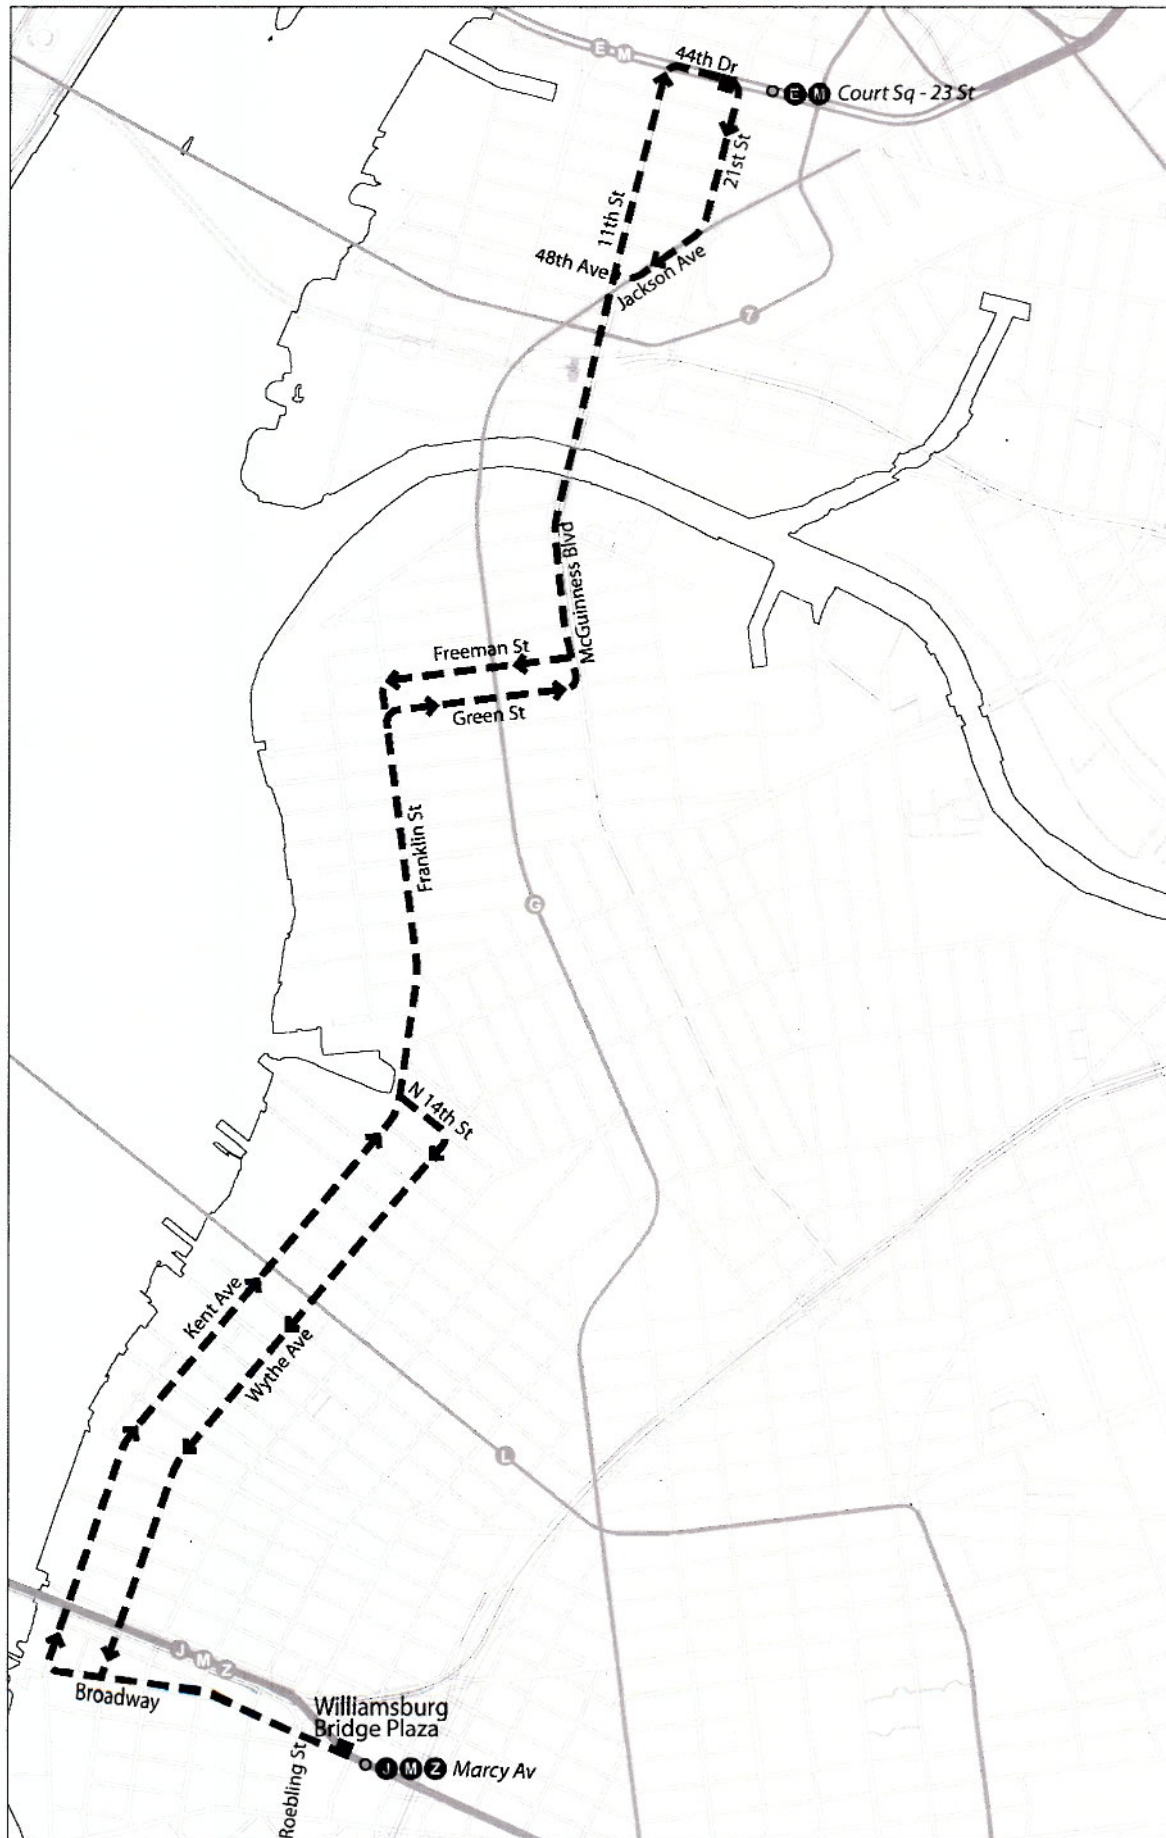 E M
44th Dr
E M Court Sq - 23 St
21st St
11th St
48th Ave
Jackson Ave
7
McGuinness Blvd
Freeman St
Green St
Franklin St
G
N 14th St
Kent Ave
Wythe Ave
L
J M Z
Broadway
Williamsburg
Bridge Plaza
J M Z Marcy Av
Roebling St